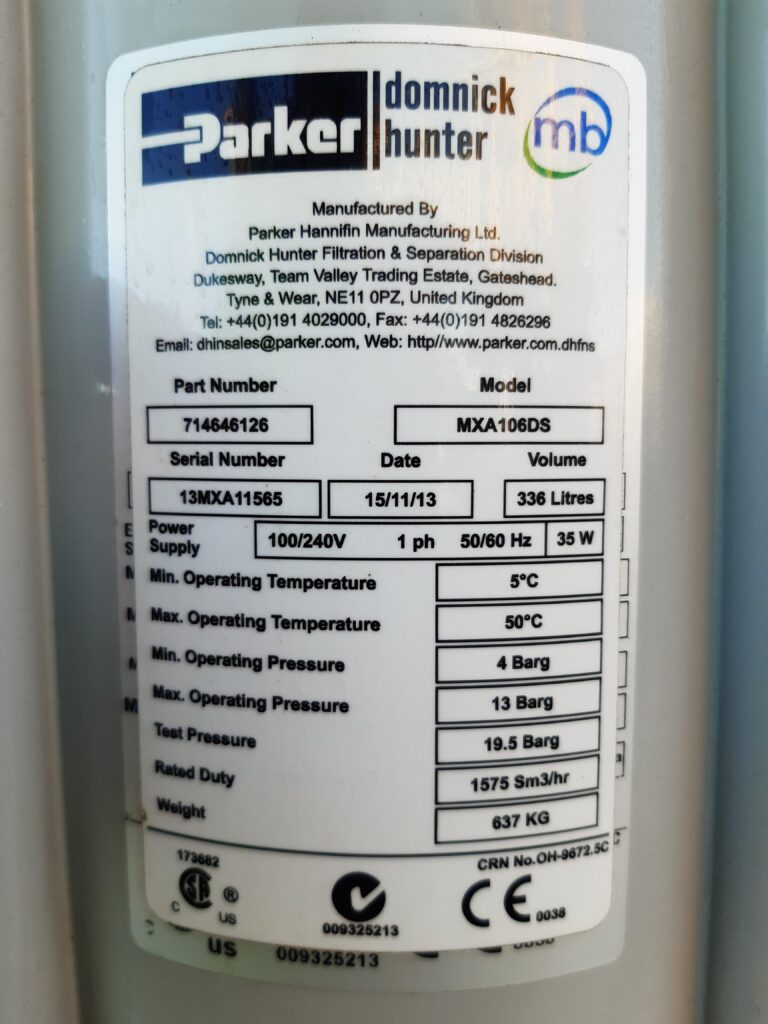 Parker
domnick
hunter
mb
Manufactured By
Parker Hannifin Manufacturing Ltd.
Domnick Hunter Filtration & Separation Division
Dukesway, Team Valley Trading Estate, Gateshead.
Tyne & Wear, NE11 0PZ, United Kingdom
Tel: +44(0)191 4029000, Fax: +44(0)191 4826296
Email: dhinsales@parker.com, Web: http//www.parker.com.dhfns
Part Number Model
714646126 MXA106DS
Serial Number Date Volume
13MXA11565 15/11/13 336 Litres
Power
Supply
100/240V 1 ph 50/60 Hz 35 W
Min. Operating Temperature 5°C
Max. Operating Temperature 50°C
Min. Operating Pressure 4 Barg
Max. Operating Pressure 13 Barg
Test Pressure 19.5 Barg
Rated Duty 1575 Sm3/hr
Weight 637 KG
CRN No.OH-9672.5C
173682
SA ®
C US
009325213
CE 0038
US 009325213